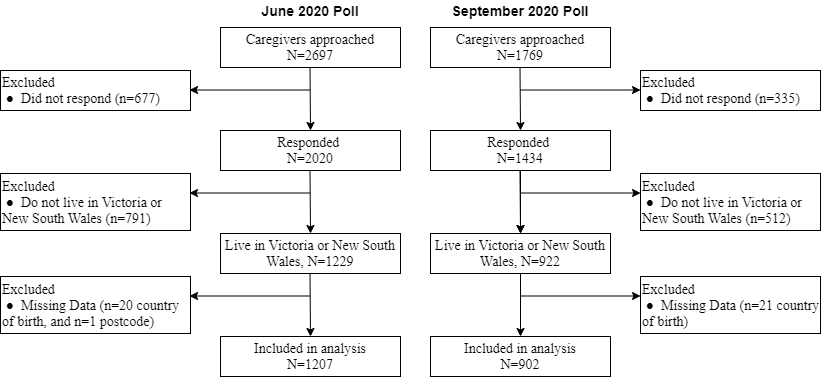 June 2020 Poll
September 2020 Poll
Caregivers approached
N=2697
Caregivers approached
N=1769
Excluded
● Did not respond (n=677)
Excluded
● Did not respond (n=335)
Responded
N=2020
Responded
N=1434
Excluded
● Do not live in Victoria or
New South Wales (n=791)
Excluded
● Do not live in Victoria or
New South Wales (n=512)
Live in Victoria or New South
Wales, N=1229
Live in Victoria or New South
Wales, N=922
Excluded
● Missing Data (n=20 country
of birth, and n=1 postcode)
Excluded
● Missing Data (n=21 country
of birth)
Included in analysis
N=1207
Included in analysis
N=902